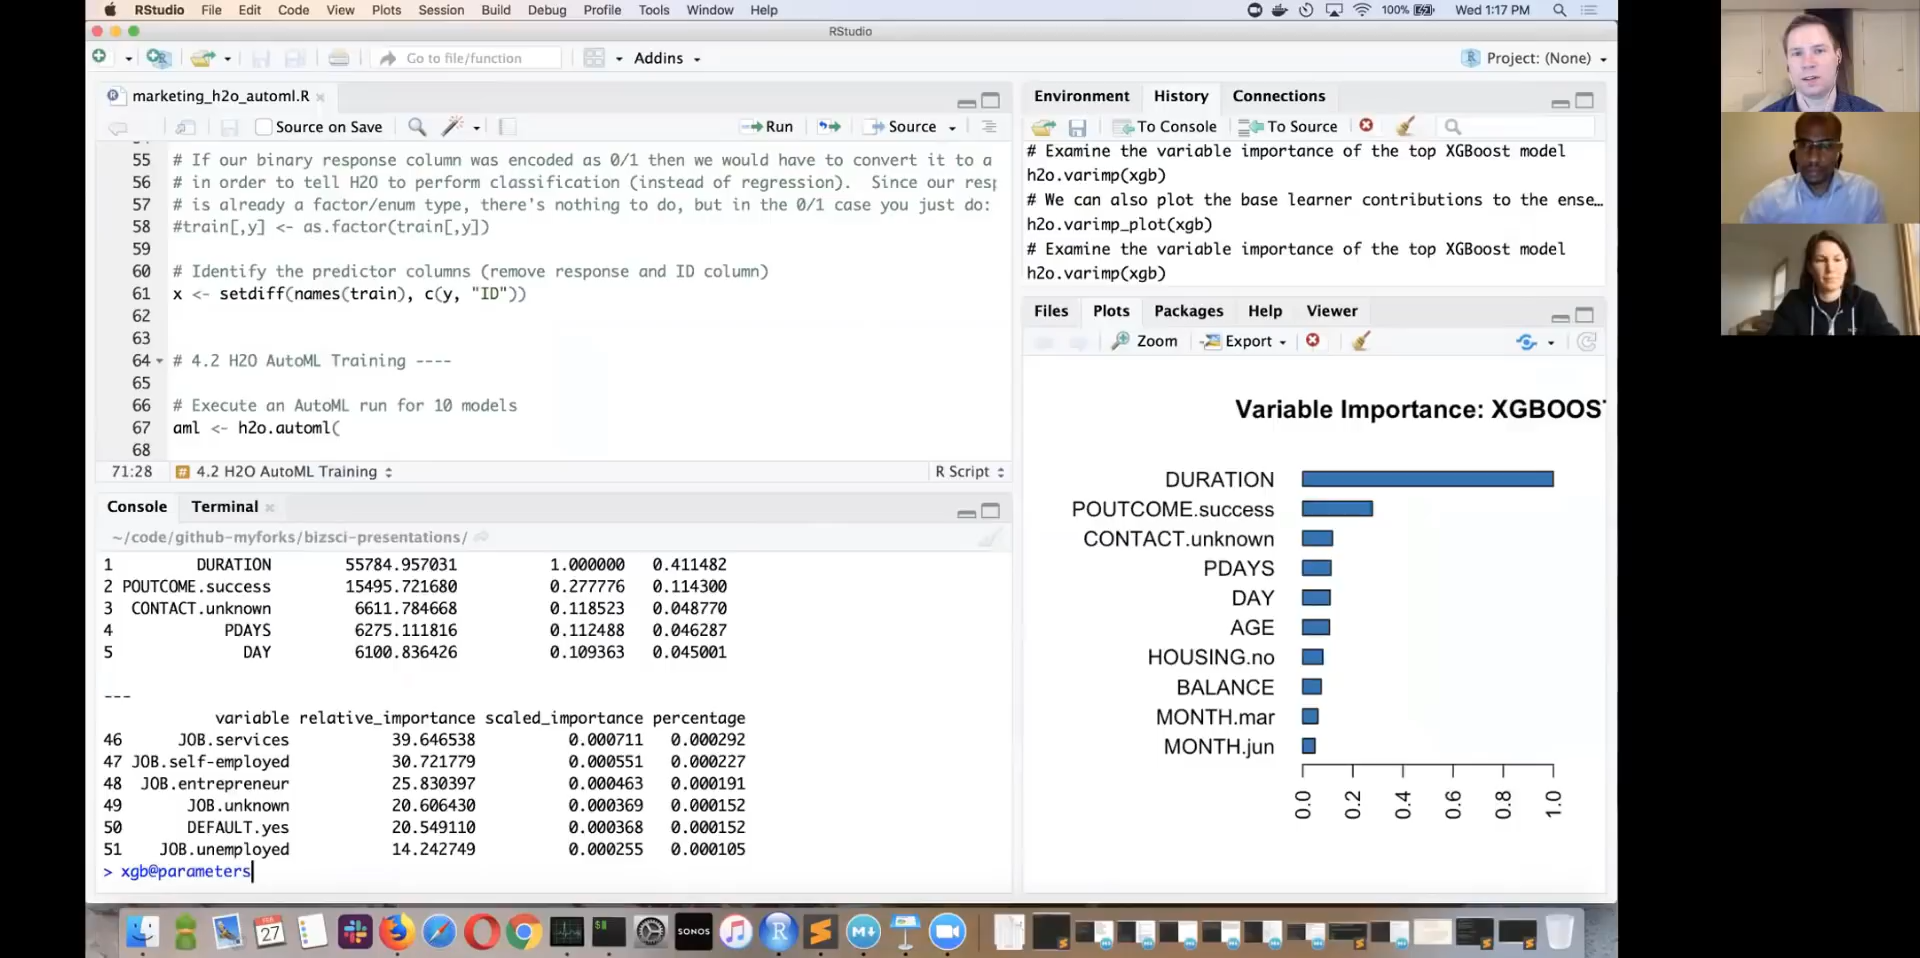 RStudio File Edit Code View Plots Session Build Debug Profile Tools Window Help 100% Wed 1:17 PM
RStudio
Go to file/function Addins Project: (None)
marketing_h2o_automl.R
Source on Save Run Source
55 # If our binary response column was encoded as 0/1 then we would have to convert it to a
56 # in order to tell H2O to perform classification (instead of regression). Since our resp
57 # is already a factor/enum type, there's nothing to do, but in the 0/1 case you just do:
58 #train[,y] <- as.factor(train[,y])
59
60 # Identify the predictor columns (remove response and ID column)
61 x <- setdiff(names(train), c(y, "ID"))
62
63
64 # 4.2 H2O AutoML Training ----
65
66 # Execute an AutoML run for 10 models
67 aml <- h2o.automl(
68
71:28 # 4.2 H2O AutoML Training R Script
Console Terminal
~/code/github-myforks/bizsci-presentations/
1 DURATION 55784.957031 1.000000 0.411482
2 POUTCOME.success 15495.721680 0.277776 0.114300
3 CONTACT.unknown 6611.784668 0.118523 0.048770
4 PDAYS 6275.111816 0.112488 0.046287
5 DAY 6100.836426 0.109363 0.045001
---
variable relative_importance scaled_importance percentage
46 JOB.services 39.646538 0.000711 0.000292
47 JOB.self-employed 30.721779 0.000551 0.000227
48 JOB.entrepreneur 25.830397 0.000463 0.000191
49 JOB.unknown 20.606430 0.000369 0.000152
50 DEFAULT.yes 20.549110 0.000368 0.000152
51 JOB.unemployed 14.242749 0.000255 0.000105
> xgb@parameters
Environment History Connections
To Console To Source
# Examine the variable importance of the top XGBoost model
h2o.varimp(xgb)
# We can also plot the base learner contributions to the ense…
h2o.varimp_plot(xgb)
# Examine the variable importance of the top XGBoost model
h2o.varimp(xgb)
Files Plots Packages Help Viewer
Zoom Export
Variable Importance: XGBOOST
DURATION
POUTCOME.success
CONTACT.unknown
PDAYS
DAY
AGE
HOUSING.no
BALANCE
MONTH.mar
MONTH.jun
0.0 0.2 0.4 0.6 0.8 1.0
FEB
27
SONOS